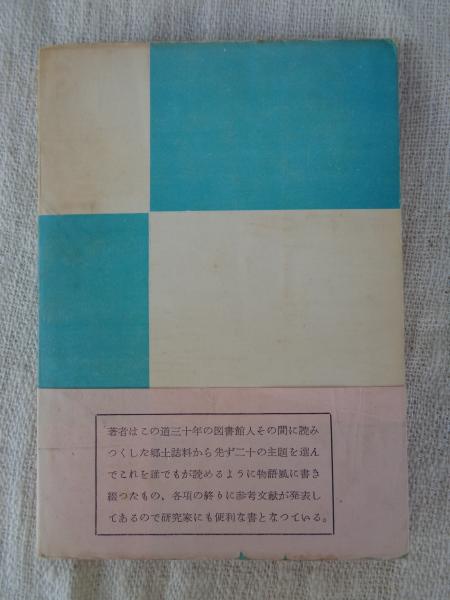 著者はこの道三十年の図書館人その間に読み
つくした郷土誌料から先ず二十の主題を選ん
でこれを誰でもが読めるように物語風に書き
綴つたもの、各項の終りに参考文献が発表し
てあるので研究家にも便利な書となつている。